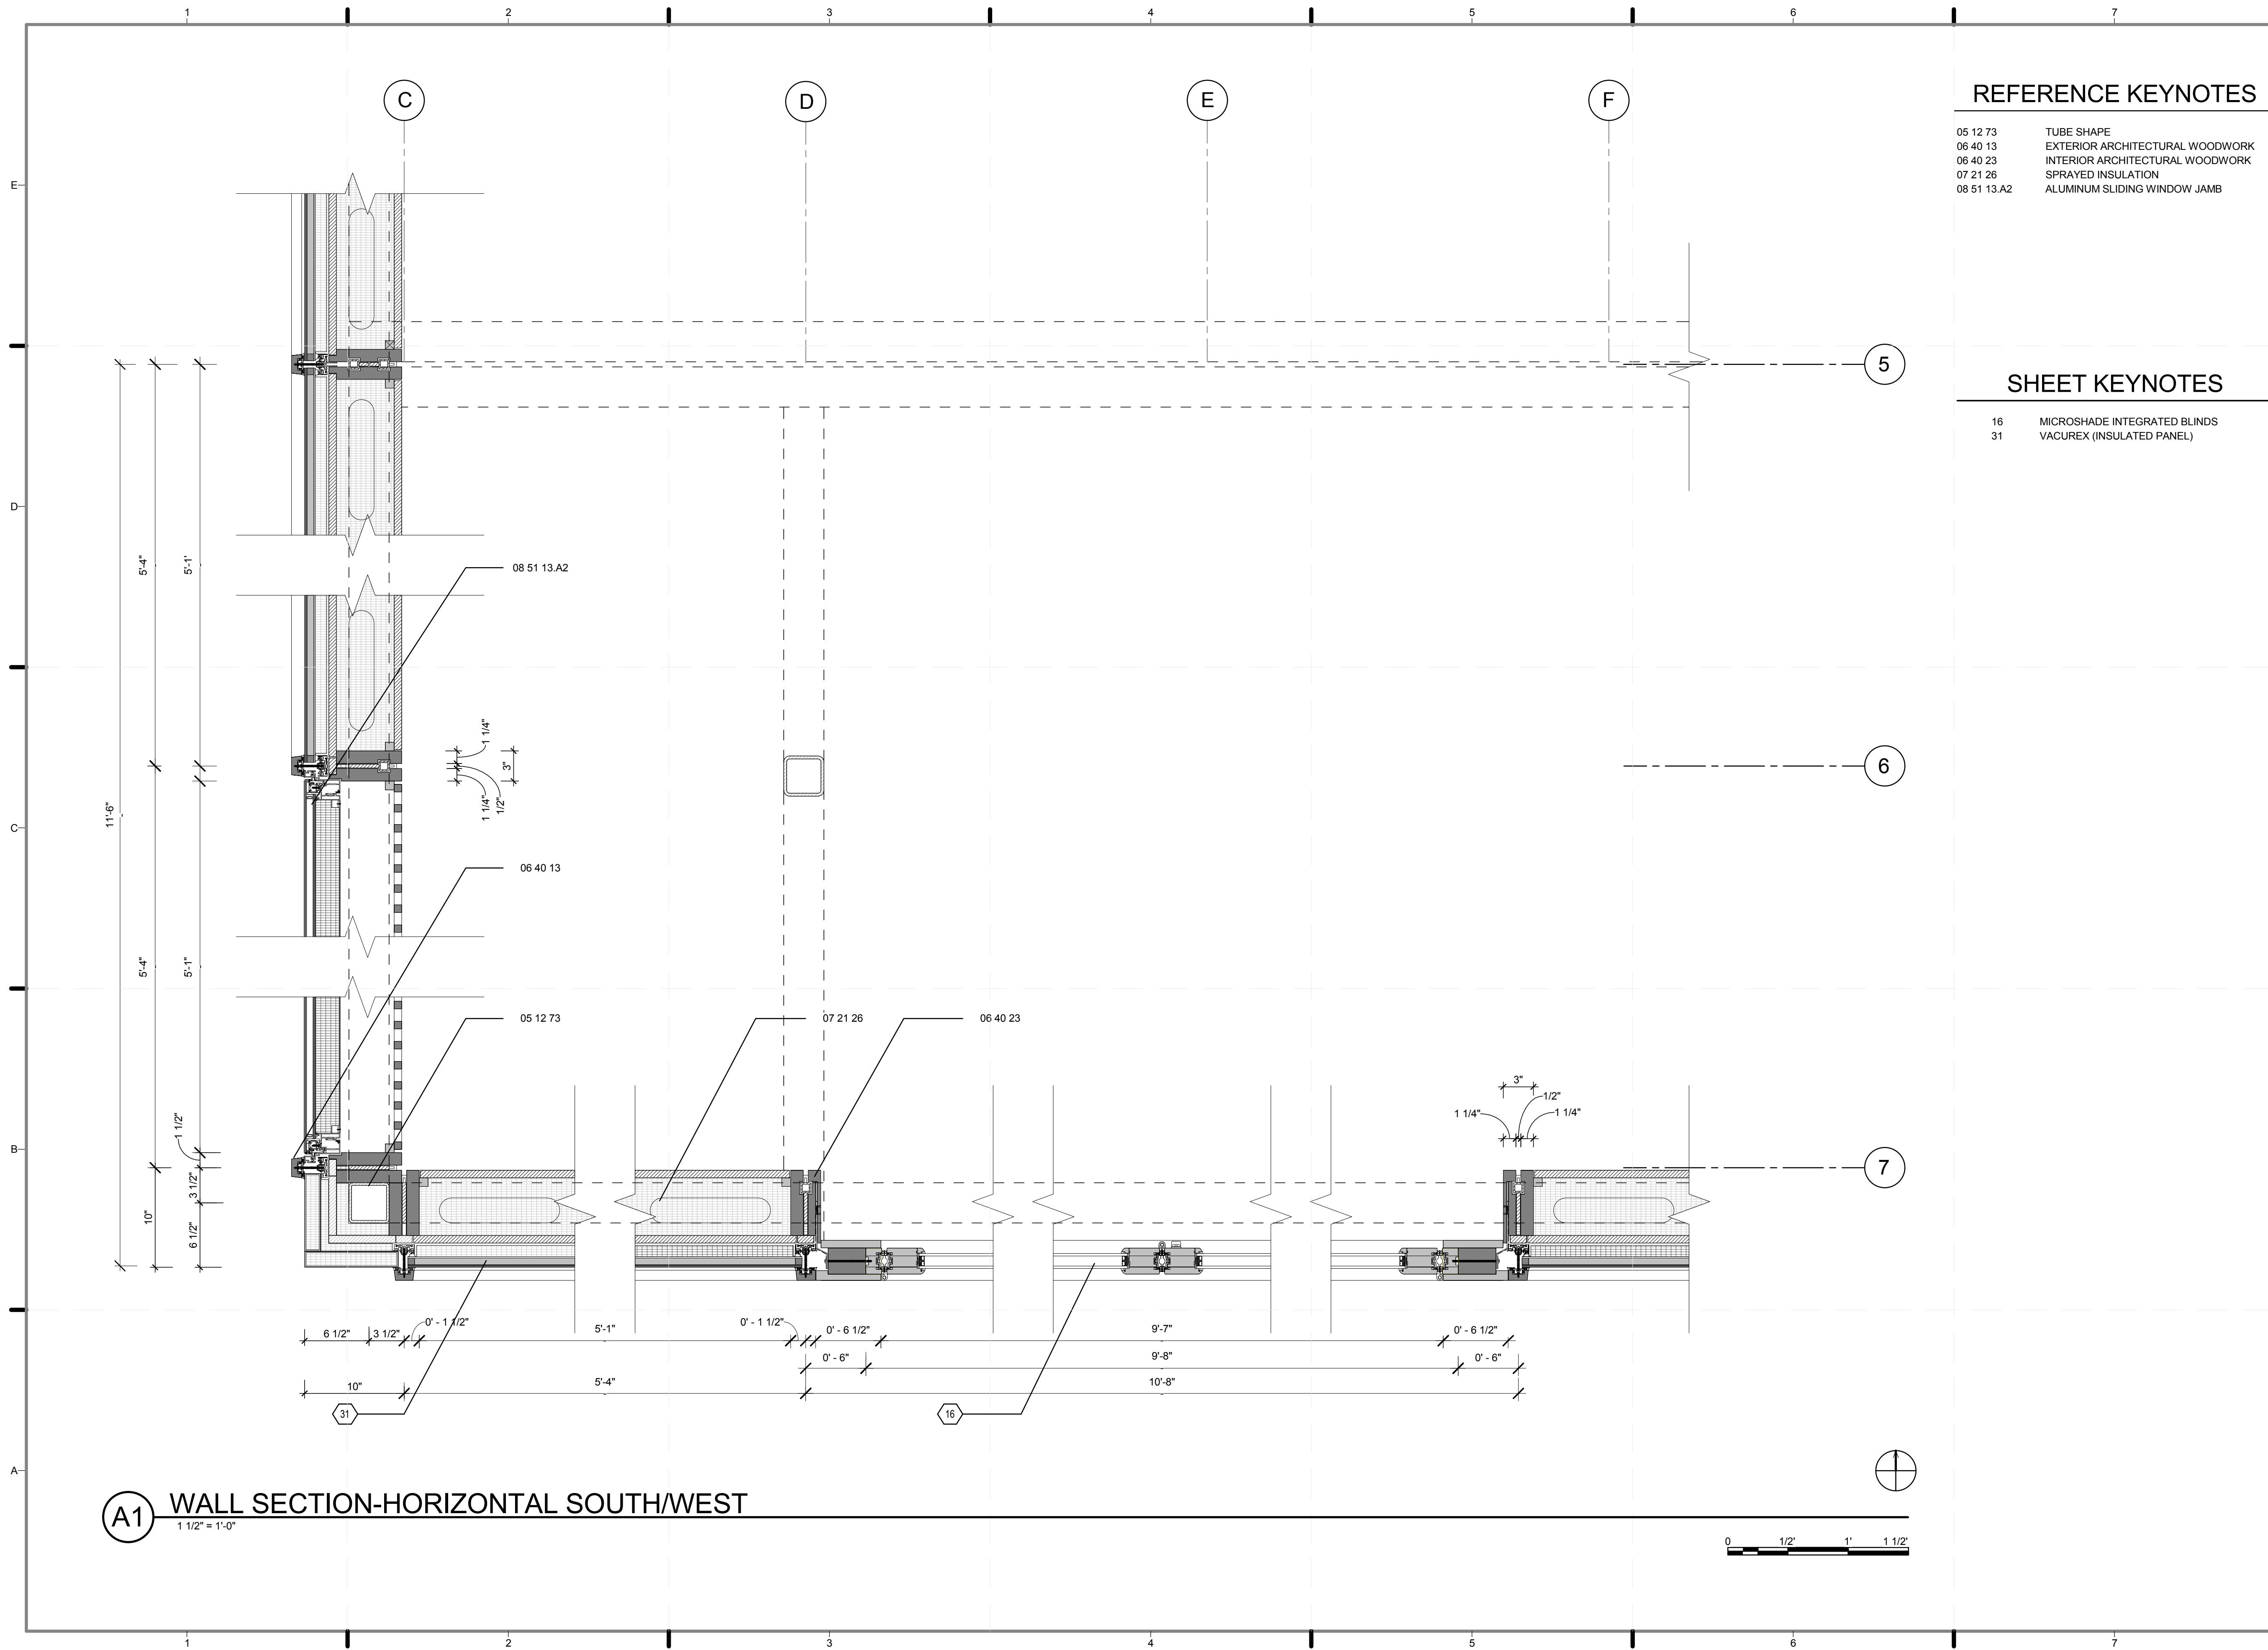 1 2 3 4 5 6 7
C D E F
REFERENCE KEYNOTES
05 12 73 TUBE SHAPE
06 40 13 EXTERIOR ARCHITECTURAL WOODWORK
06 40 23 INTERIOR ARCHITECTURAL WOODWORK
07 21 26 SPRAYED INSULATION
08 51 13.A2 ALUMINUM SLIDING WINDOW JAMB
E
5
SHEET KEYNOTES
16 MICROSHADE INTEGRATED BLINDS
31 VACUREX (INSULATED PANEL)
D
5'-4"
5'-1'
08 51 13.A2
1 1/4"
3"
6
1 1/4"
1/2"
11'-6"
C
06 40 13
5'-4"
5'-1"
05 12 73
07 21 26
06 40 23
3"
1/2"
1 1/4"
1 1/4"
1 1/2"
B
7
3 1/2"
10"
6 1/2"
6 1/2"
3 1/2"
0' - 1 1/2"
5'-1"
0' - 1 1/2"
0' - 6 1/2"
9'-7"
0' - 6 1/2"
0' - 6"
9'-8"
0' - 6"
10"
5'-4"
10'-8"
31
16
A
A1
WALL SECTION-HORIZONTAL SOUTH/WEST
1 1/2" = 1'-0"
0 1/2' 1' 1 1/2'
1 2 3 4 5 6 7